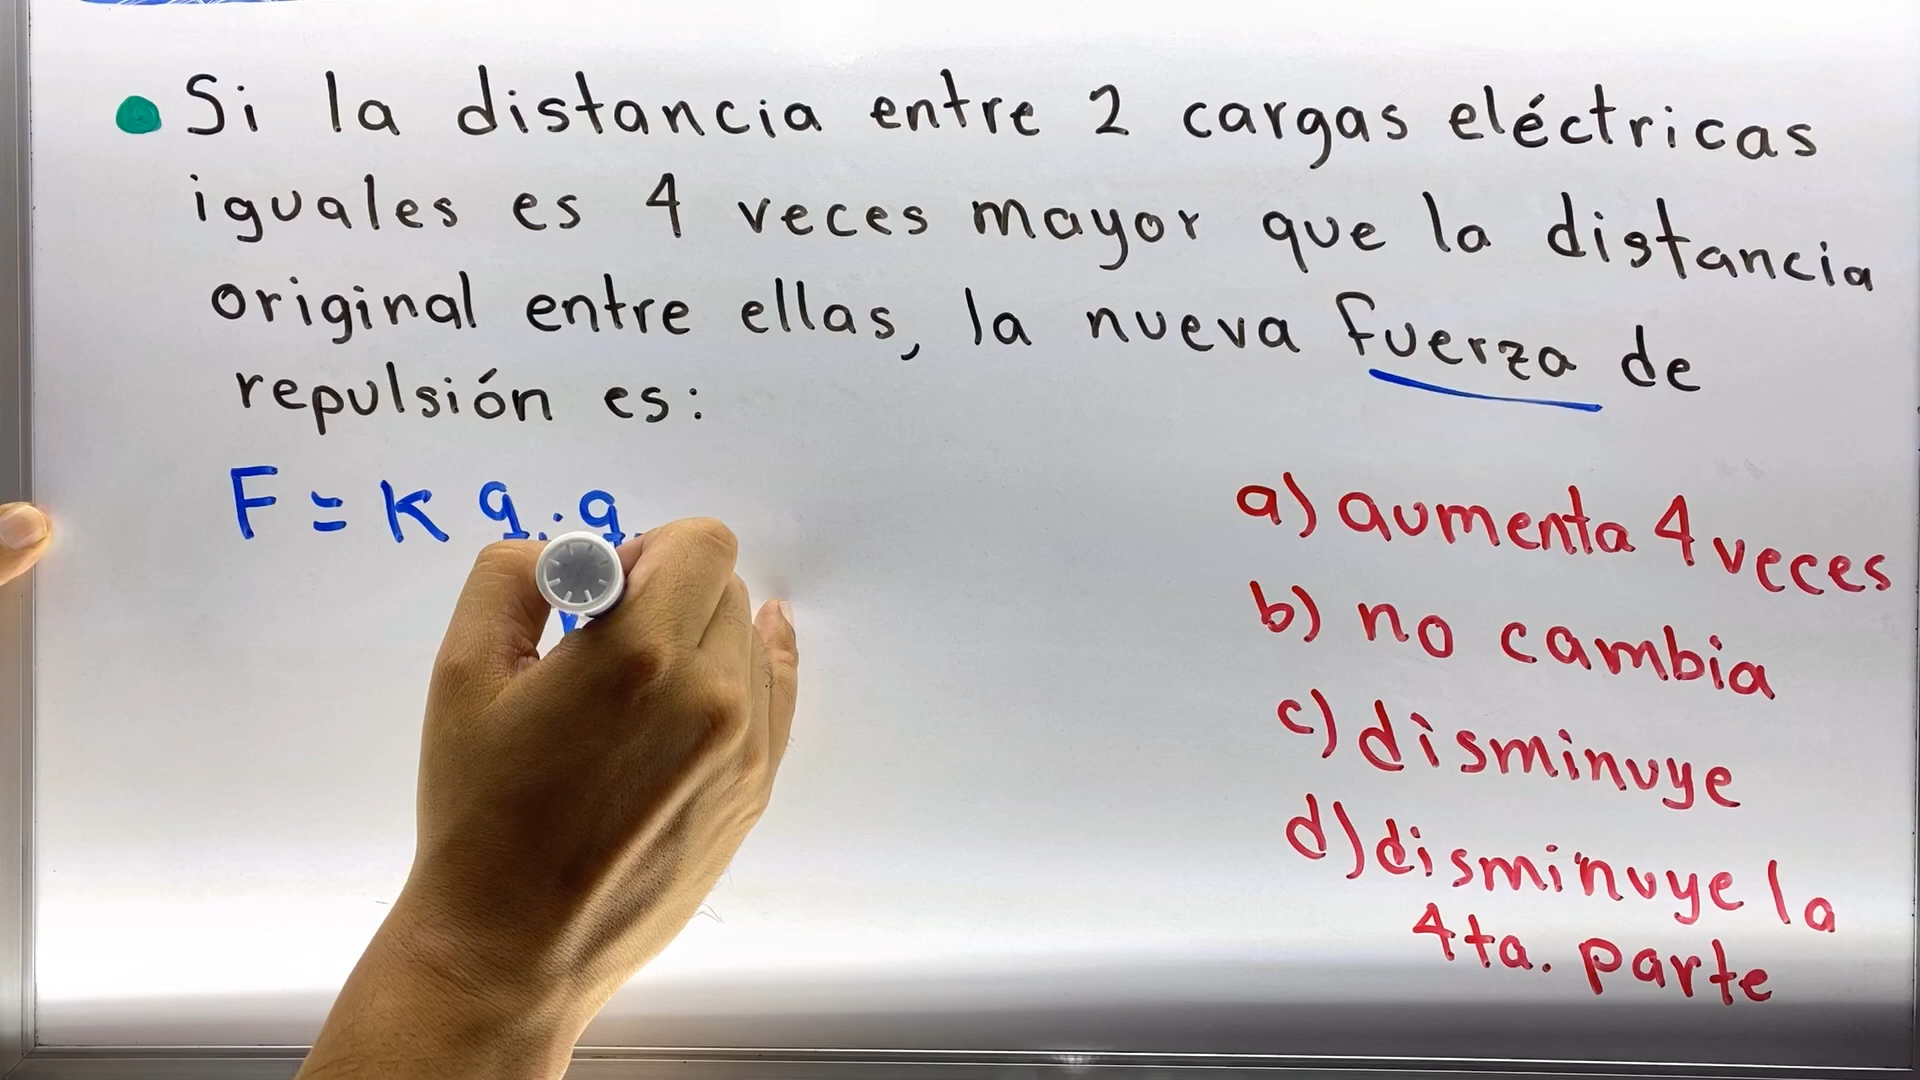 Si la distancia entre 2 cargas eléctricas
iguales es 4 veces mayor que la distancia
original entre ellas, la nueva fuerza de
repulsión es:
F = K q . q
a) aumenta 4 veces
b) no cambia
c) disminuye
d) disminuye la
4ta. parte